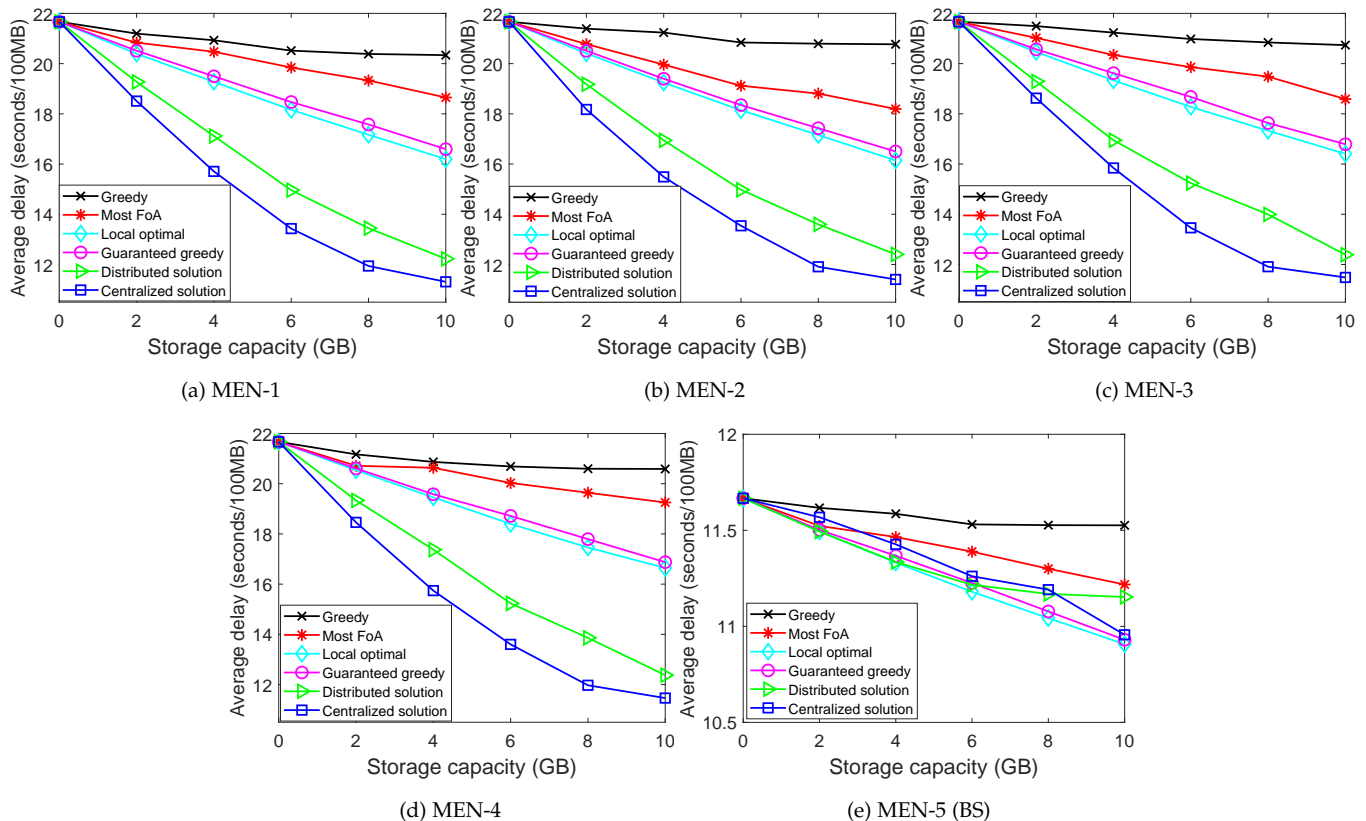 22
20
18
16
14
12
Average delay (seconds/100MB)
Greedy
Most FoA
Local optimal
Guaranteed greedy
Distributed solution
Centralized solution
0 2 4 6 8 10
Storage capacity (GB)
(a) MEN-1
22
20
18
16
14
12
Average delay (seconds/100MB)
Greedy
Most FoA
Local optimal
Guaranteed greedy
Distributed solution
Centralized solution
0 2 4 6 8 10
Storage capacity (GB)
(b) MEN-2
22
20
18
16
14
12
Average delay (seconds/100MB)
Greedy
Most FoA
Local optimal
Guaranteed greedy
Distributed solution
Centralized solution
0 2 4 6 8 10
Storage capacity (GB)
(c) MEN-3
22
20
18
16
14
12
Average delay (seconds/100MB)
Greedy
Most FoA
Local optimal
Guaranteed greedy
Distributed solution
Centralized solution
0 2 4 6 8 10
Storage capacity (GB)
(d) MEN-4
12
11.5
11
10.5
Average delay (seconds/100MB)
Greedy
Most FoA
Local optimal
Guaranteed greedy
Distributed solution
Centralized solution
0 2 4 6 8 10
Storage capacity (GB)
(e) MEN-5 (BS)